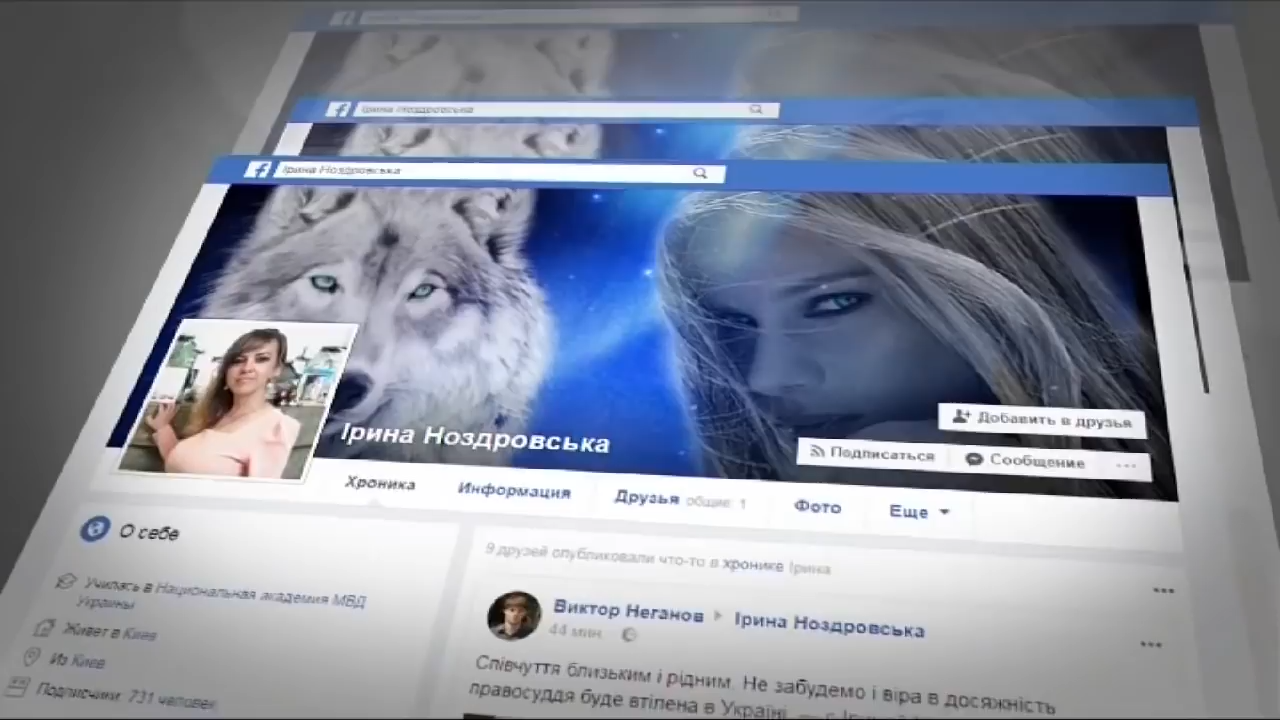 Ірина Ноздровська
Ірина Ноздровська
Ірина Ноздровська
Добавить в друзья
Подписаться
Сообщение
Хроника
Информация
Друзья общие: 1
Фото
Еще
О себе
Училась в Национальная академия МВД
Украины
Живет в Киев
Из Киев
Подписчики: 731 человек
9 друзей опубликовали что-то в хронике Ірина
Виктор Неганов ▸ Ірина Ноздровська
44 мин.
Співчуття близьким і рідним. Не забудемо і віра в досяжність
правосуддя буде втілена в Україні